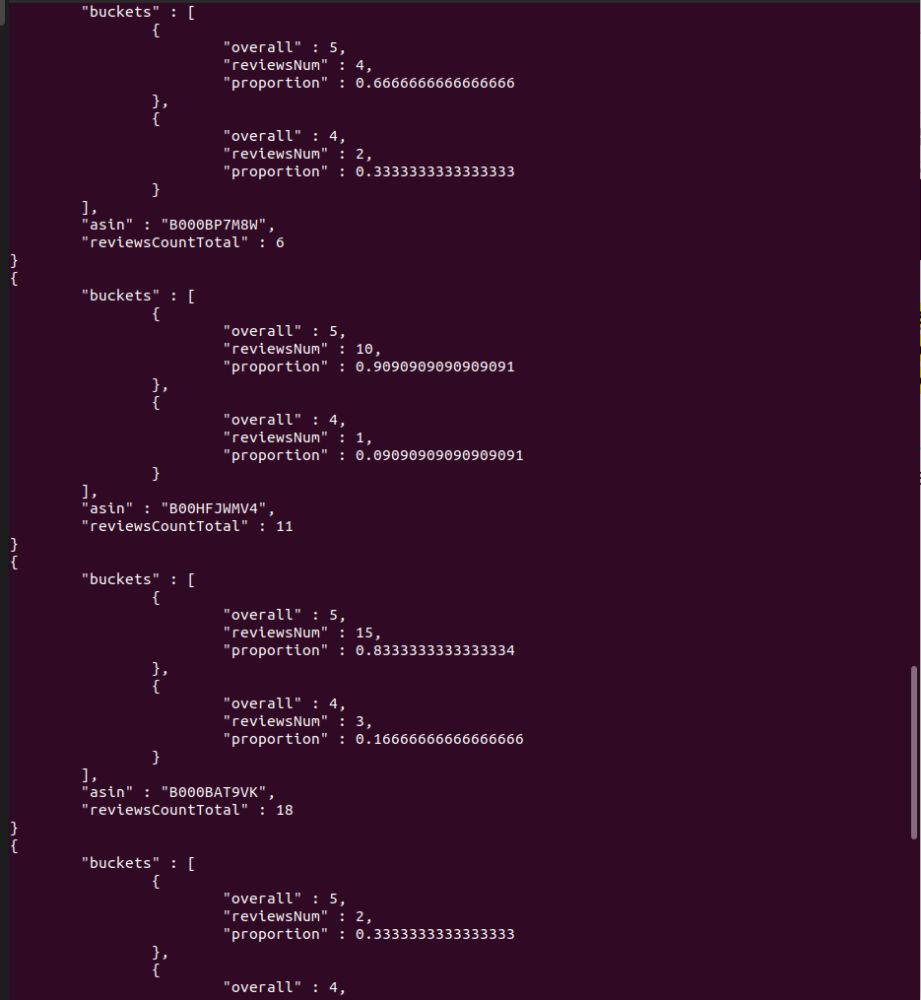 "buckets" : [
{
"overall" : 5,
"reviewsNum" : 4,
"proportion" : 0.6666666666666666
},
{
"overall" : 4,
"reviewsNum" : 2,
"proportion" : 0.3333333333333333
}
],
"asin" : "B000BP7M8W",
"reviewsCountTotal" : 6
}
{
"buckets" : [
{
"overall" : 5,
"reviewsNum" : 10,
"proportion" : 0.9090909090909091
},
{
"overall" : 4,
"reviewsNum" : 1,
"proportion" : 0.09090909090909091
}
],
"asin" : "B00HFJWMV4",
"reviewsCountTotal" : 11
}
{
"buckets" : [
{
"overall" : 5,
"reviewsNum" : 15,
"proportion" : 0.8333333333333334
},
{
"overall" : 4,
"reviewsNum" : 3,
"proportion" : 0.16666666666666666
}
],
"asin" : "B000BAT9VK",
"reviewsCountTotal" : 18
}
{
"buckets" : [
{
"overall" : 5,
"reviewsNum" : 2,
"proportion" : 0.3333333333333333
},
{
"overall" : 4,